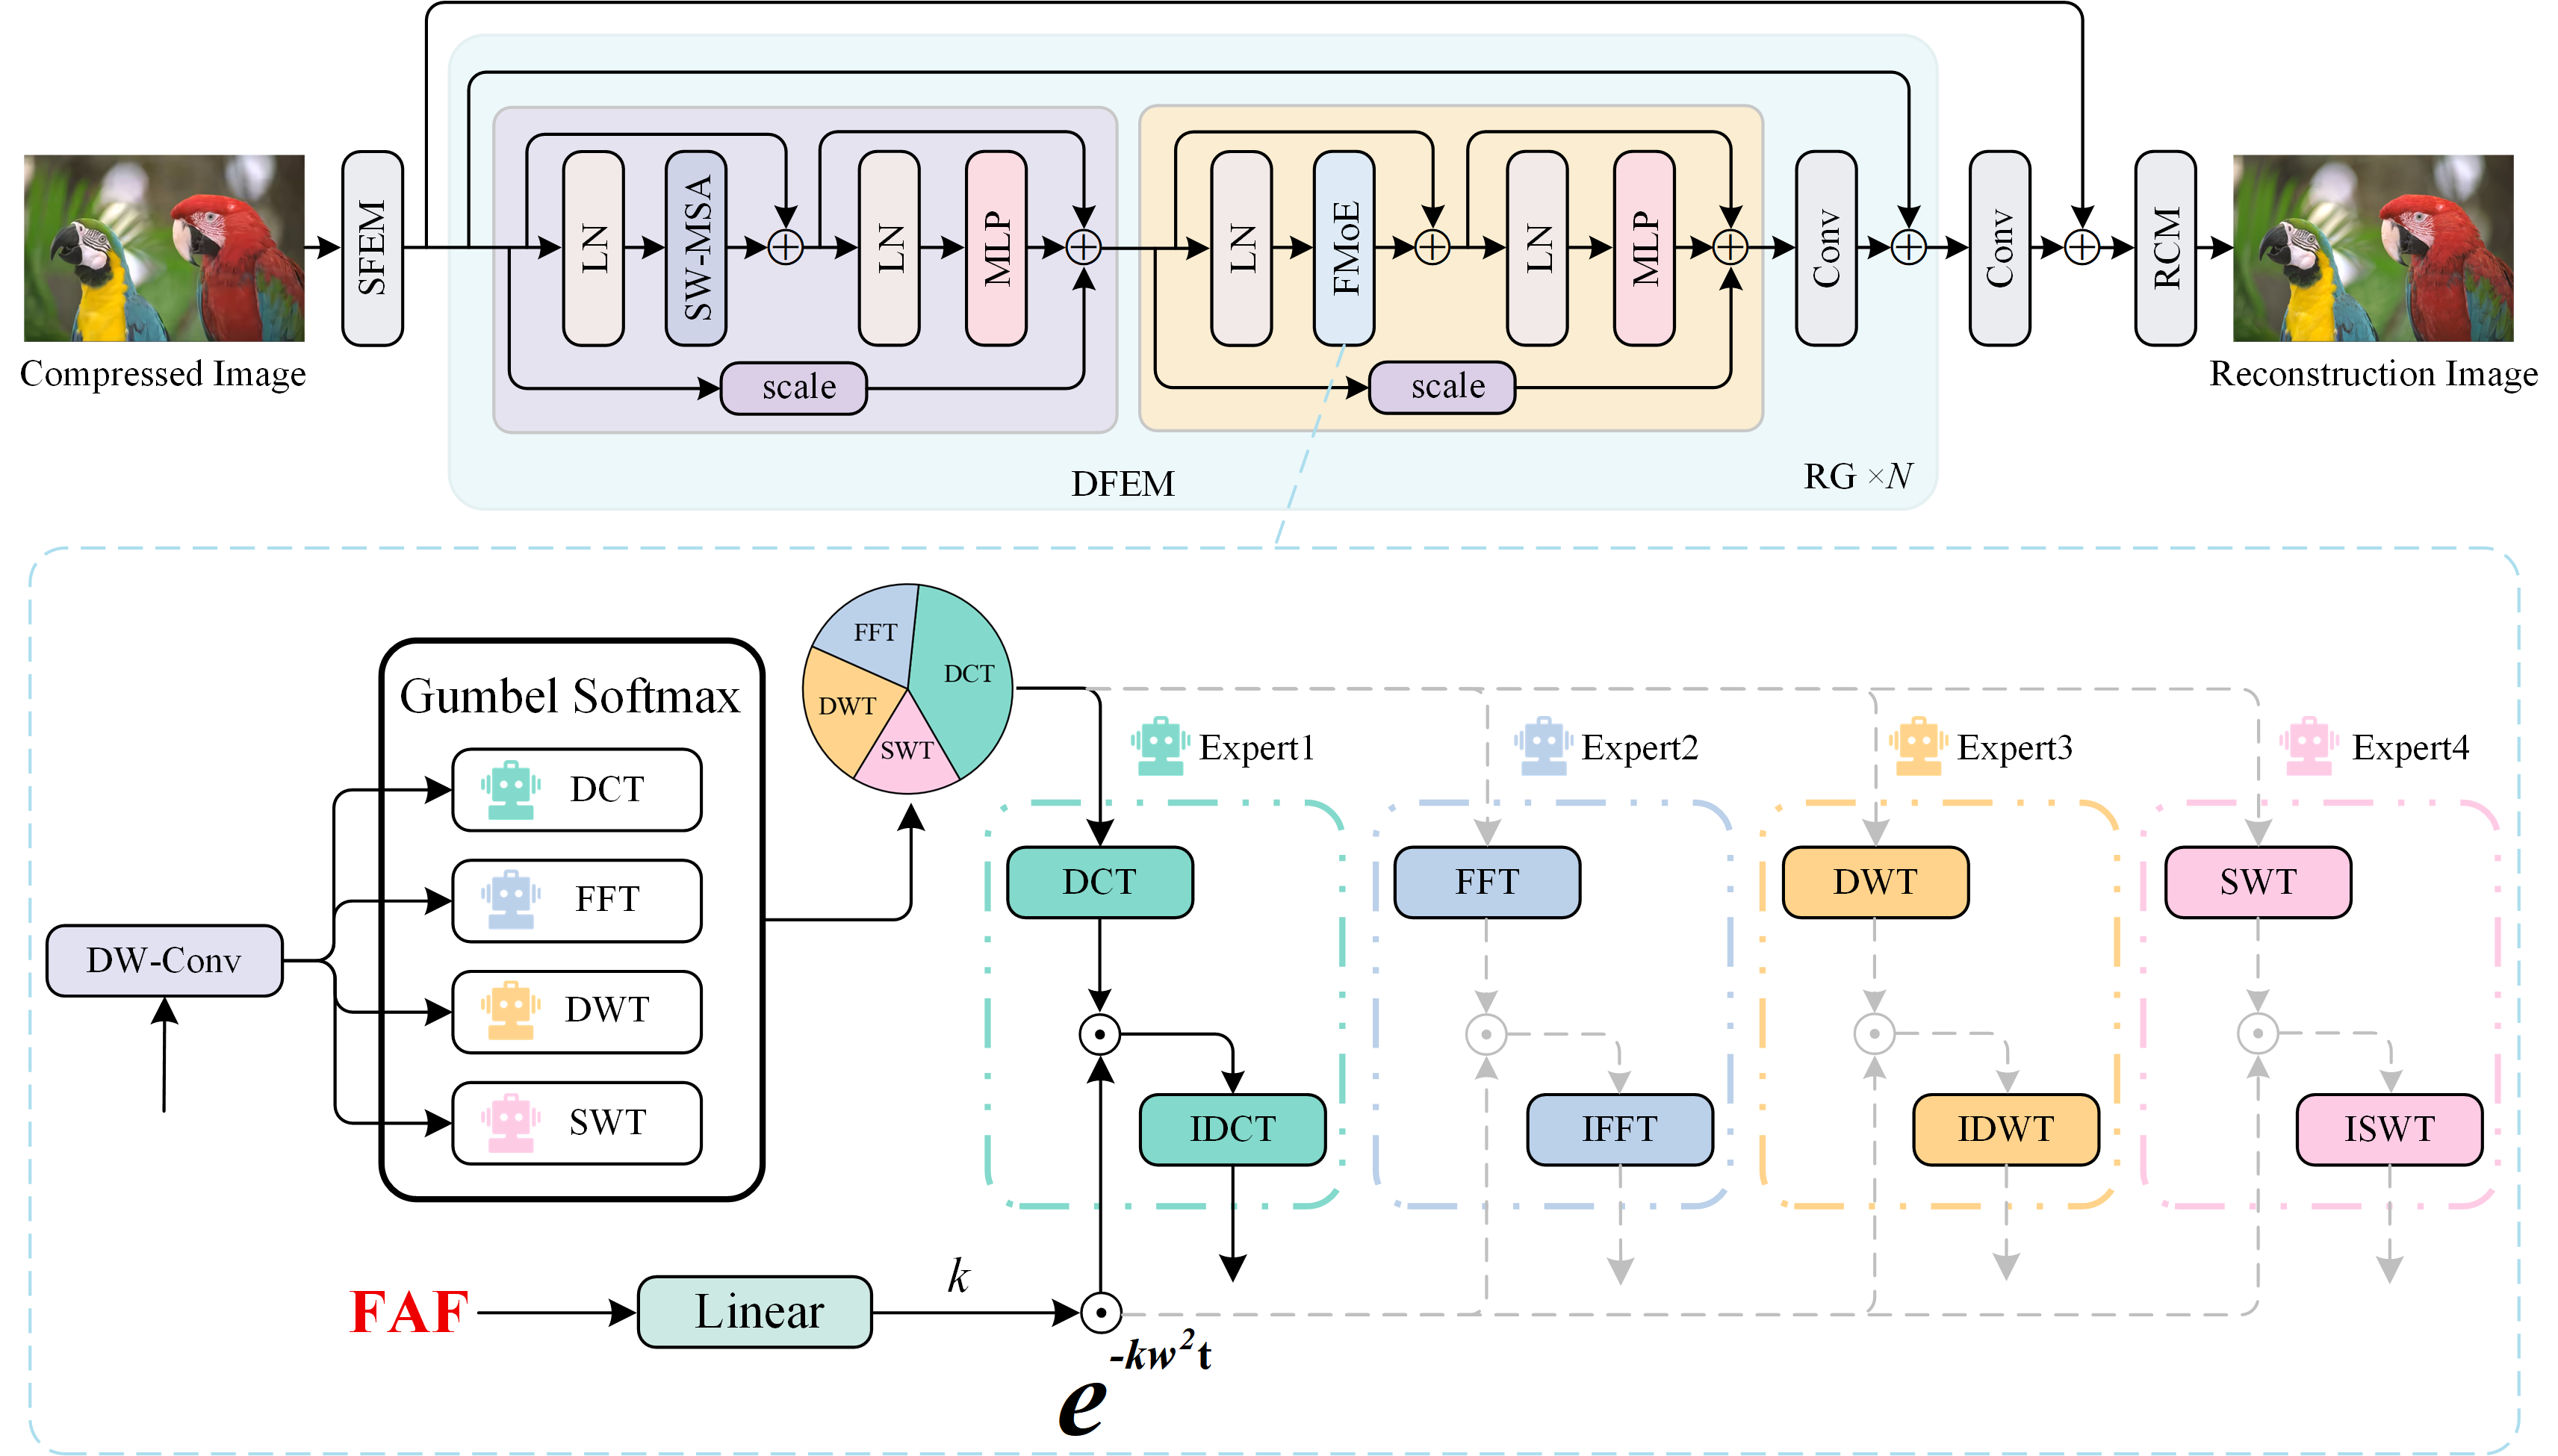 SFEM
LN
SW-MSA
LN
MLP
LN
FMoE
LN
MLP
Conv
Conv
RCM
Compressed Image
scale
scale
Reconstruction Image
DFEM
RG ×N
Gumbel Softmax
DCT
FFT
DWT
SWT
FFT
DCT
DWT
SWT
Expert1
Expert2
Expert3
Expert4
DW-Conv
DCT
FFT
DWT
SWT
IDCT
IFFT
IDWT
ISWT
FAF
Linear
k
e^{-kw^2t}